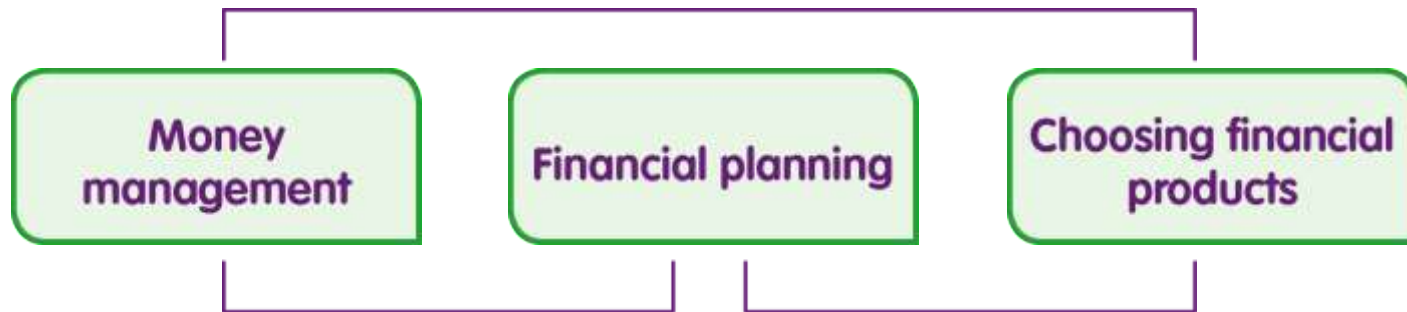 Money
management
Financial planning
Choosing financial
products